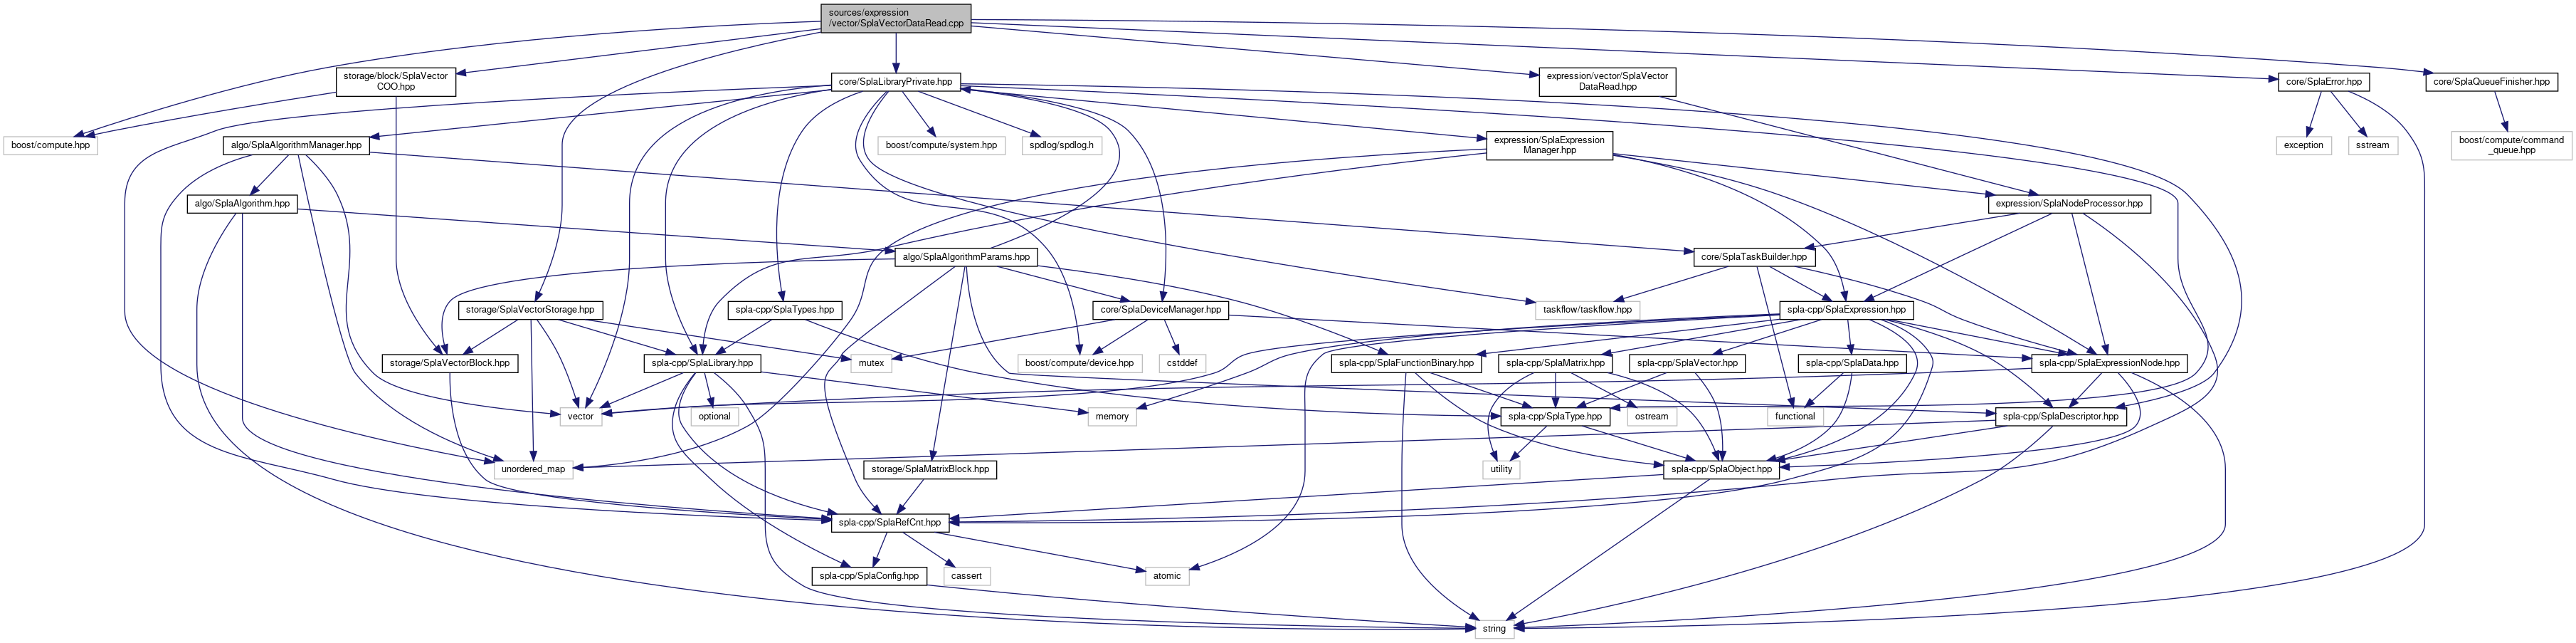 sources/expression
/vector/SplaVectorDataRead.cpp
storage/block/SplaVector
COO.hpp
core/SplaLibraryPrivate.hpp
expression/vector/SplaVector
DataRead.hpp
core/SplaError.hpp
core/SplaQueueFinisher.hpp
boost/compute.hpp
algo/SplaAlgorithmManager.hpp
boost/compute/system.hpp
spdlog/spdlog.h
expression/SplaExpression
Manager.hpp
exception
sstream
boost/compute/command
_queue.hpp
algo/SplaAlgorithm.hpp
expression/SplaNodeProcessor.hpp
algo/SplaAlgorithmParams.hpp
core/SplaTaskBuilder.hpp
storage/SplaVectorStorage.hpp
spla-cpp/SplaTypes.hpp
core/SplaDeviceManager.hpp
taskflow/taskflow.hpp
spla-cpp/SplaExpression.hpp
storage/SplaVectorBlock.hpp
spla-cpp/SplaLibrary.hpp
mutex
boost/compute/device.hpp
cstddef
spla-cpp/SplaFunctionBinary.hpp
spla-cpp/SplaMatrix.hpp
spla-cpp/SplaVector.hpp
spla-cpp/SplaData.hpp
spla-cpp/SplaExpressionNode.hpp
vector
optional
memory
spla-cpp/SplaType.hpp
ostream
functional
spla-cpp/SplaDescriptor.hpp
unordered_map
storage/SplaMatrixBlock.hpp
utility
spla-cpp/SplaObject.hpp
spla-cpp/SplaRefCnt.hpp
spla-cpp/SplaConfig.hpp
cassert
atomic
string